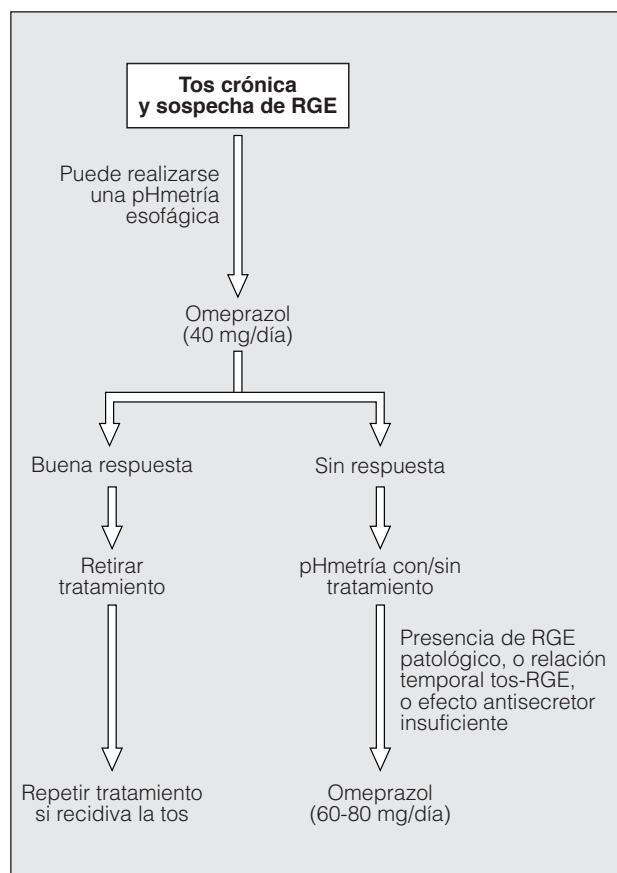 Tos crónica
y sospecha de RGE
Puede realizarse
una pHmetría
esofágica
Omeprazol
(40 mg/día)
Buena respuesta
Sin respuesta
Retirar
tratamiento
pHmetría con/sin
tratamiento
Presencia de RGE
patológico, o relación
temporal tos-RGE,
o efecto antisecretor
insuficiente
Repetir tratamiento
si recidiva la tos
Omeprazol
(60-80 mg/día)